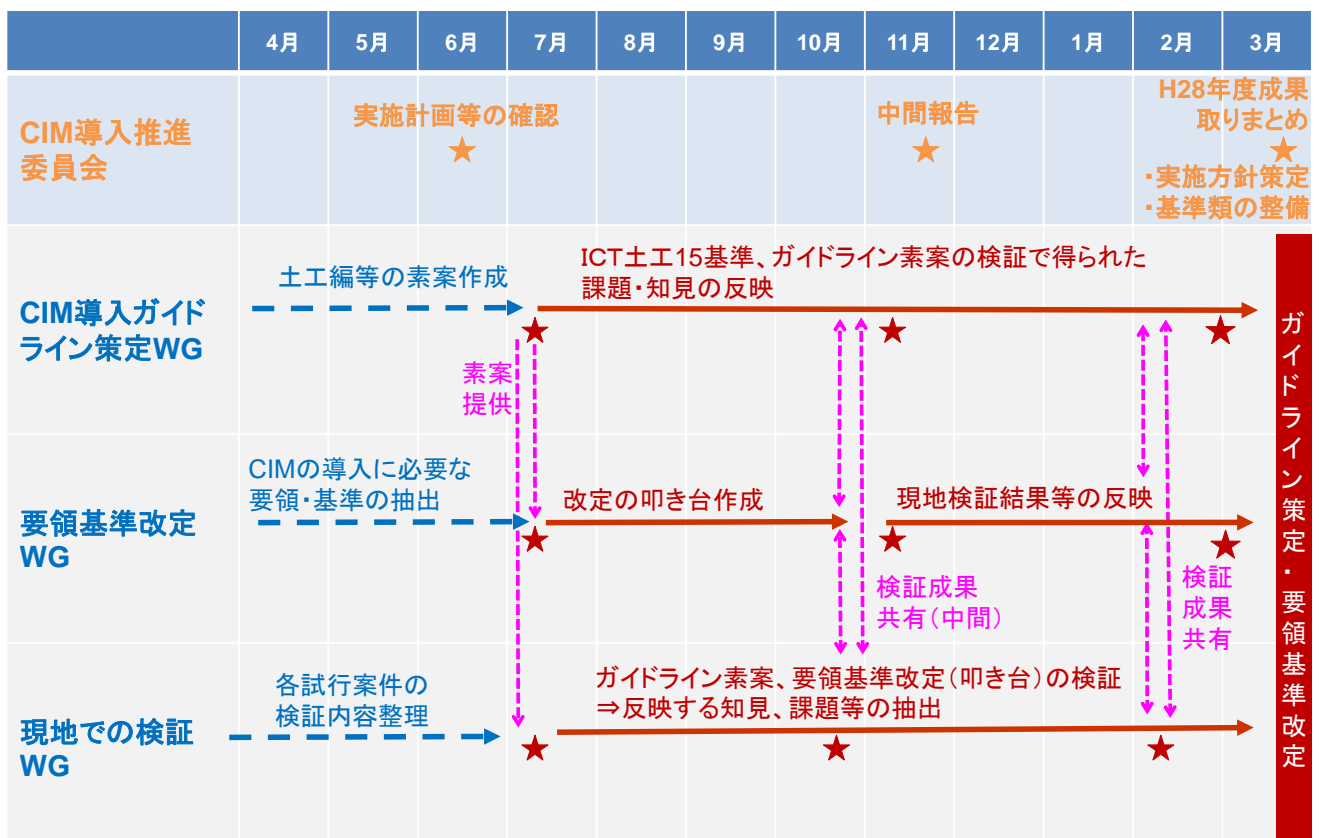 4月 5月 6月 7月 8月 9月 10月 11月 12月 1月 2月 3月
CIM導入推進
委員会
実施計画等の確認
★
中間報告
★
H28年度成果
取りまとめ
★
・実施方針策定
・基準類の整備
CIM導入ガイド
ライン策定WG
土工編等の素案作成
ICT土工15基準、ガイドライン素案の検証で得られた
課題・知見の反映
★ ★ ★
素案
提供
要領基準改定
WG
CIMの導入に必要な
要領・基準の抽出
改定の叩き台作成
現地検証結果等の反映
★ ★ ★
検証成果
共有(中間)
検証
成果
共有
現地での検証
WG
各試行案件の
検証内容整理
ガイドライン素案、要領基準改定(叩き台)の検証
⇒反映する知見、課題等の抽出
★ ★ ★
ガイドライン策定・要領基準改定